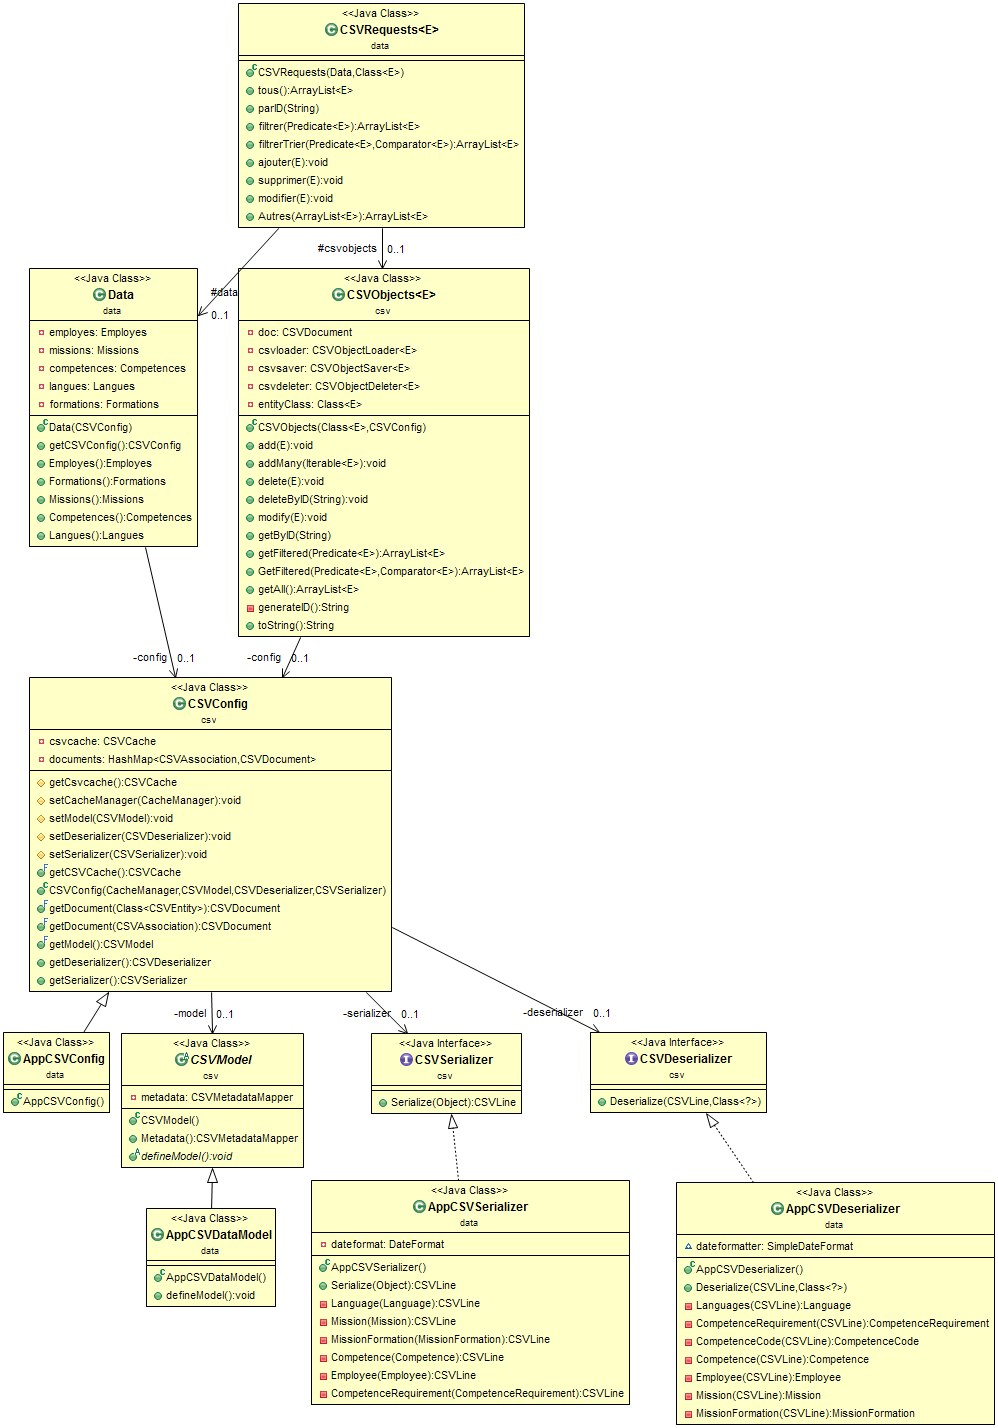 <<Java Class>>
CSVRequests<E>
data
CSVRequests(Data,Class<E>)
tous():ArrayList<E>
parID(String)
filtrer(Predicate<E>):ArrayList<E>
filtrerTrier(Predicate<E>,Comparator<E>):ArrayList<E>
ajouter(E):void
supprimer(E):void
modifier(E):void
Autres(ArrayList<E>):ArrayList<E>
#data
0..1
#csvobjects
0..1
<<Java Class>>
Data
data
employes: Employes
missions: Missions
competences: Competences
langues: Langues
formations: Formations
Data(CSVConfig)
getCSVConfig():CSVConfig
Employes():Employes
Formations():Formations
Missions():Missions
Competences():Competences
Langues():Langues
<<Java Class>>
CSVObjects<E>
csv
doc: CSVDocument
csvloader: CSVObjectLoader<E>
csvsaver: CSVObjectSaver<E>
csvdeleter: CSVObjectDeleter<E>
entityClass: Class<E>
CSVObjects(Class<E>,CSVConfig)
add(E):void
addMany(Iterable<E>):void
delete(E):void
deleteByID(String):void
modify(E):void
getByID(String)
getFiltered(Predicate<E>):ArrayList<E>
GetFiltered(Predicate<E>,Comparator<E>):ArrayList<E>
getAll():ArrayList<E>
generateID():String
toString():String
-config
0..1
-config
0..1
<<Java Class>>
CSVConfig
csv
csvcache: CSVCache
documents: HashMap<CSVAssociation,CSVDocument>
getCsvcache():CSVCache
setCacheManager(CacheManager):void
setModel(CSVModel):void
setDeserializer(CSVDeserializer):void
setSerializer(CSVSerializer):void
getCSVCache():CSVCache
CSVConfig(CacheManager,CSVModel,CSVDeserializer,CSVSerializer)
getDocument(Class<CSVEntity>):CSVDocument
getDocument(CSVAssociation):CSVDocument
getModel():CSVModel
getDeserializer():CSVDeserializer
getSerializer():CSVSerializer
-model
0..1
-serializer
0..1
-deserializer
0..1
<<Java Class>>
AppCSVConfig
data
AppCSVConfig()
<<Java Class>>
CSVModel
csv
metadata: CSVMetadataMapper
CSVModel()
Metadata():CSVMetadataMapper
defineModel():void
<<Java Interface>>
CSVSerializer
csv
Serialize(Object):CSVLine
<<Java Interface>>
CSVDeserializer
csv
Deserialize(CSVLine,Class<?>)
<<Java Class>>
AppCSVDataModel
data
AppCSVDataModel()
defineModel():void
<<Java Class>>
AppCSVSerializer
data
dateformat: DateFormat
AppCSVSerializer()
Serialize(Object):CSVLine
Language(Language):CSVLine
Mission(Mission):CSVLine
MissionFormation(MissionFormation):CSVLine
Competence(Competence):CSVLine
Employee(Employee):CSVLine
CompetenceRequirement(CompetenceRequirement):CSVLine
<<Java Class>>
AppCSVDeserializer
data
dateformatter: SimpleDateFormat
AppCSVDeserializer()
Deserialize(CSVLine,Class<?>)
Languages(CSVLine):Language
CompetenceRequirement(CSVLine):CompetenceRequirement
CompetenceCode(CSVLine):CompetenceCode
Competence(CSVLine):Competence
Employee(CSVLine):Employee
Mission(CSVLine):Mission
MissionFormation(CSVLine):MissionFormation